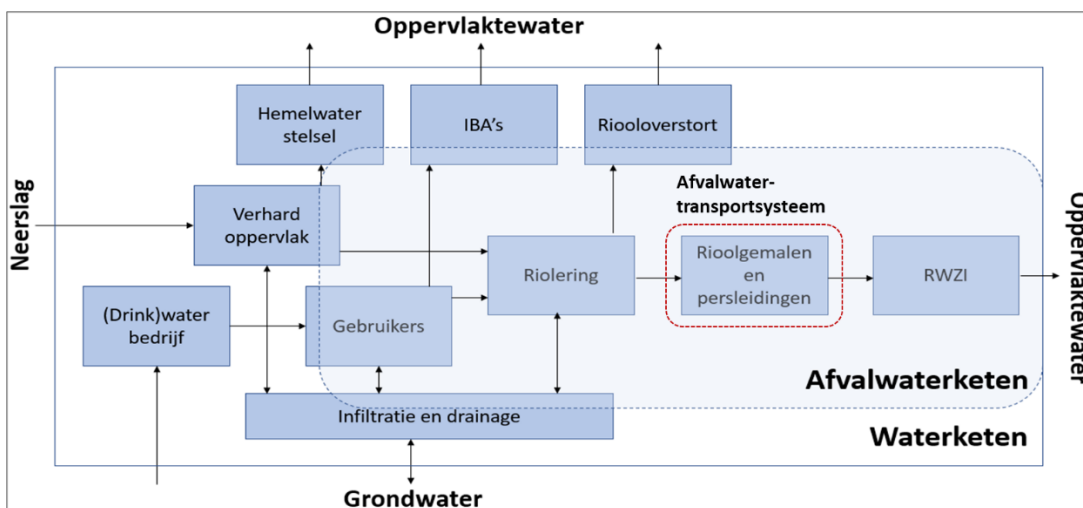 Oppervlaktewater
Hemelwater
stelsel
IBA's
Riooloverstort
Neerslag
Verhard
oppervlak
Afvalwater-
transportsysteem
Riolering
Rioolgemalen
en
persleidingen
RWZI
Oppervlaktewater
(Drink)water
bedrijf
Gebruikers
Afvalwaterketen
Infiltratie en drainage
Waterketen
Grondwater